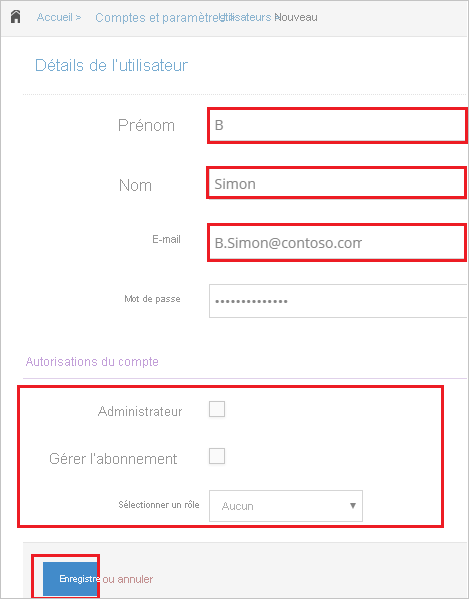 Accueil > Comptes et paramètres > Utilisateurs > Nouveau
Détails de l'utilisateur
Prénom B
Nom Simon
E-mail B.Simon@contoso.com
Mot de passe ••••••••••••••
Autorisations du compte
Administrateur
Gérer l'abonnement
Sélectionner un rôle Aucun ▼
Enregistre ou annuler